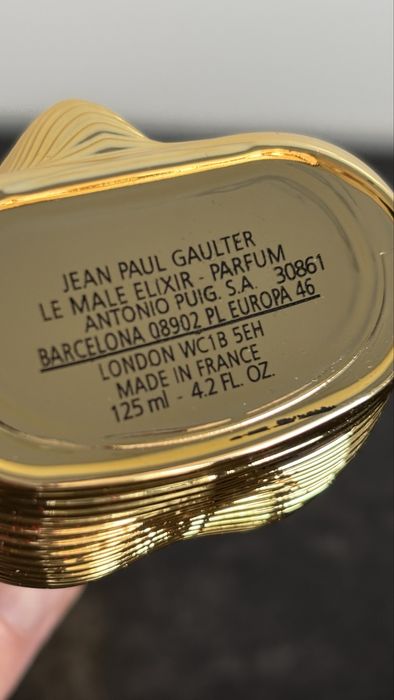 JEAN PAUL GAULTER
LE MALE ELIXIR - PARFUM
ANTONIO PUIG. S.A. 30861
BARCELONA 08902 PL EUROPA 46
LONDON WC1B 5EH
MADE IN FRANCE
125 ml - 4.2 FL. OZ.